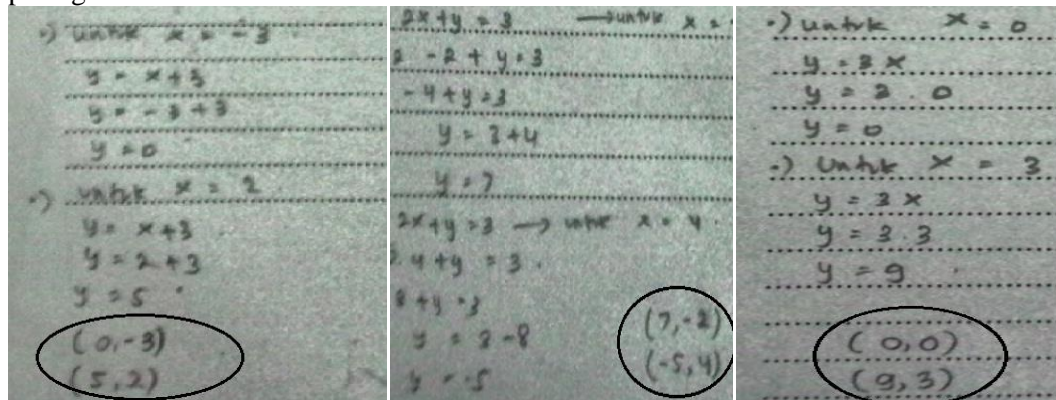 ·) untuk x = -3
y = x+3
y = -3+3
y = 0
·) untuk x = 2
y = x+3
y = 2+3
y = 5
(0,-3)
(5,2)
2x+y = 3 → untuk x =
2 -2 + y = 3
-4+y = 3
y = 3+4
y = 7
2x+y = 3 → untuk x = 4
2.4+y = 3
8+y = 3
y = 3-8
y = -5
(7,-2)
(-5,4)
·) untuk x = 0
y = 3x
y = 3 . 0
y = 0
·) untuk x = 3
y = 3x
y = 3.3
y = 9
(0,0)
(9,3)